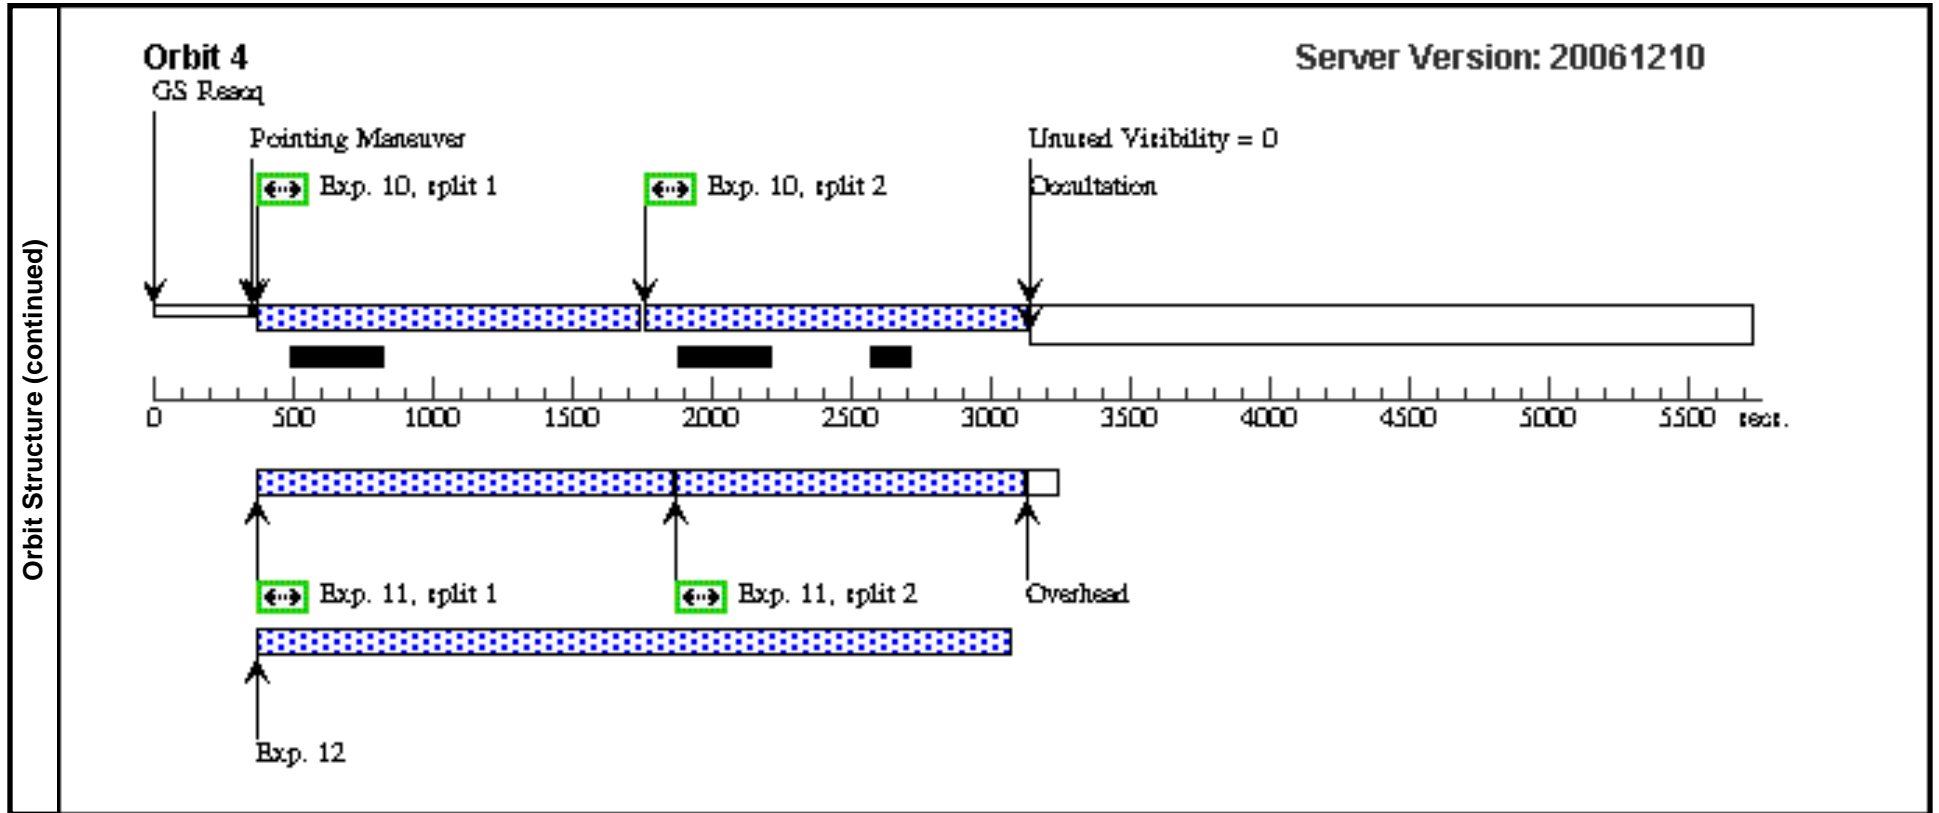 Orbit Structure (continued)
Orbit 4
Server Version: 20061210
GS Reacq
Pointing Maneuver
Unused Visibility = 0
Exp. 10, split 1
Exp. 10, split 2
Occultation
0 500 1000 1500 2000 2500 3000 3500 4000 4500 5000 5500 secs.
Exp. 11, split 1
Exp. 11, split 2
Overhead
Exp. 12